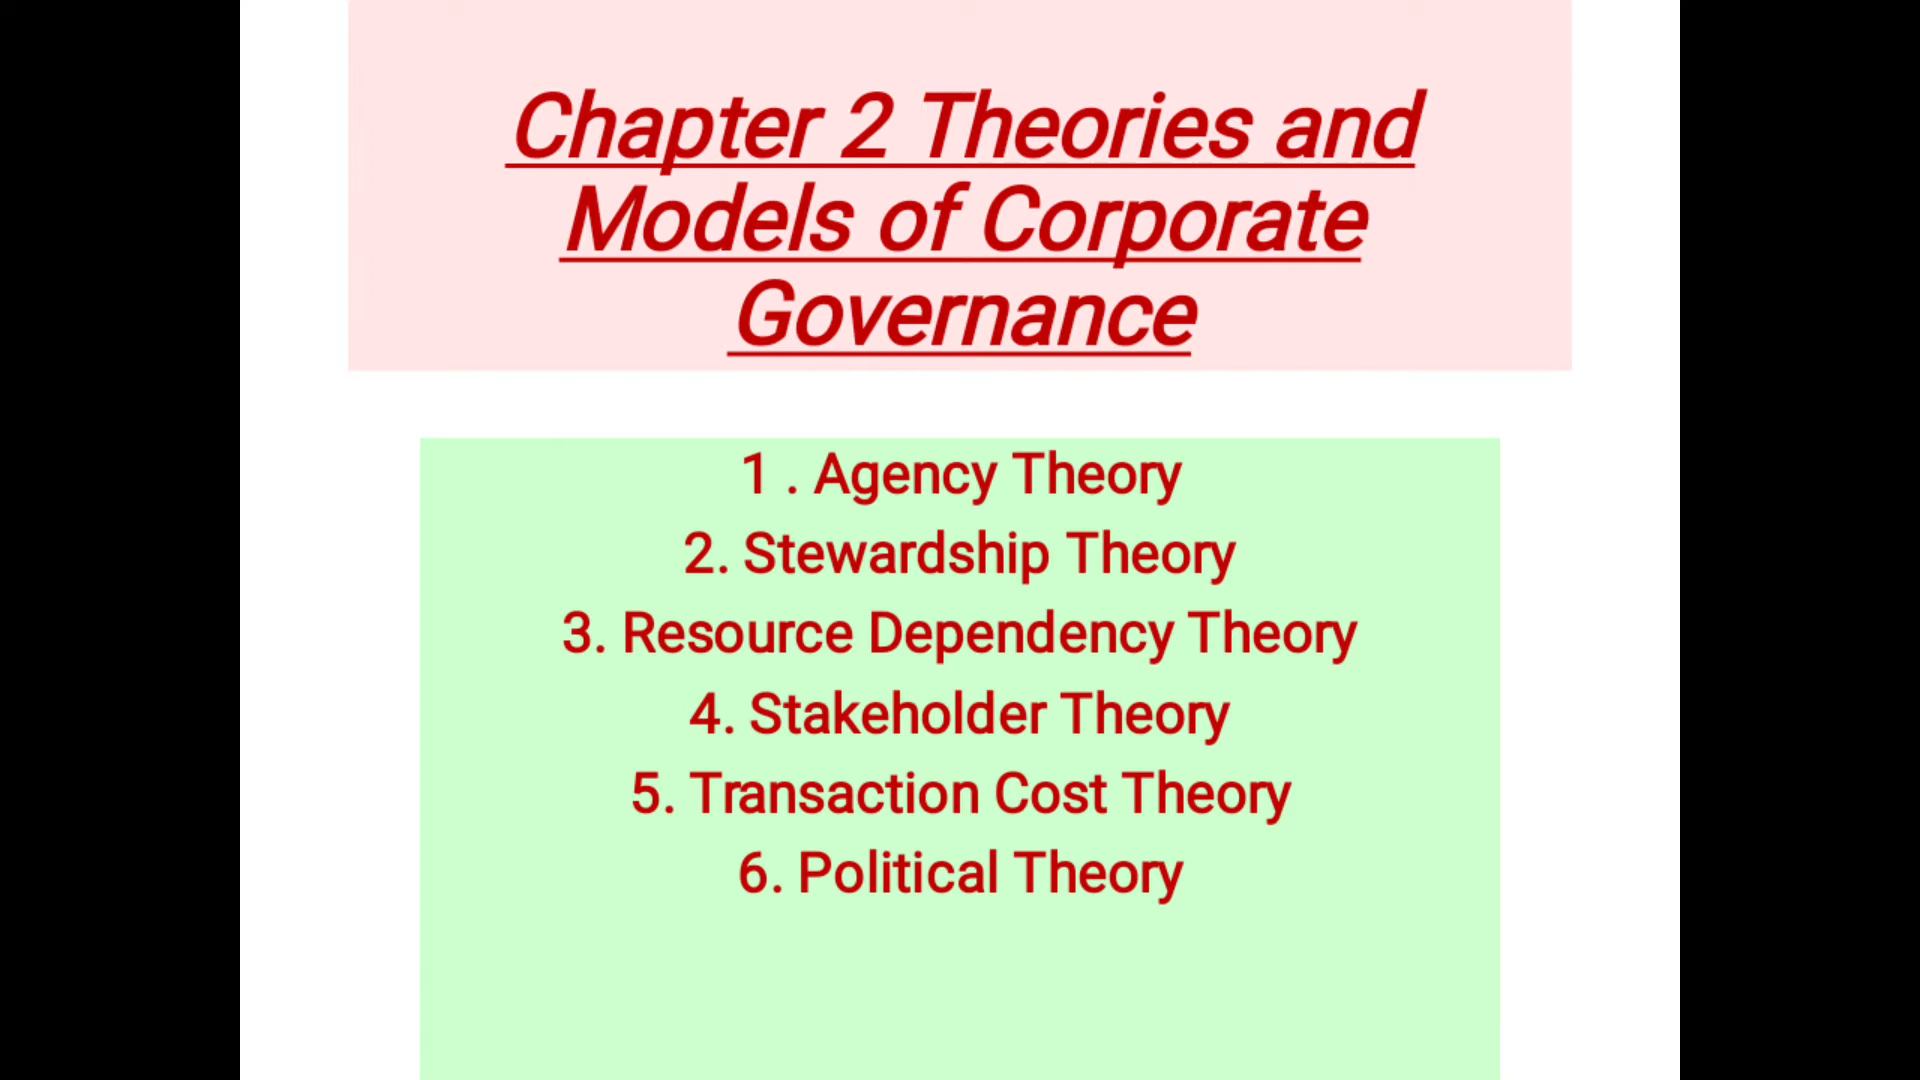 Chapter 2 Theories and
Models of Corporate
Governance
1 . Agency Theory
2. Stewardship Theory
3. Resource Dependency Theory
4. Stakeholder Theory
5. Transaction Cost Theory
6. Political Theory